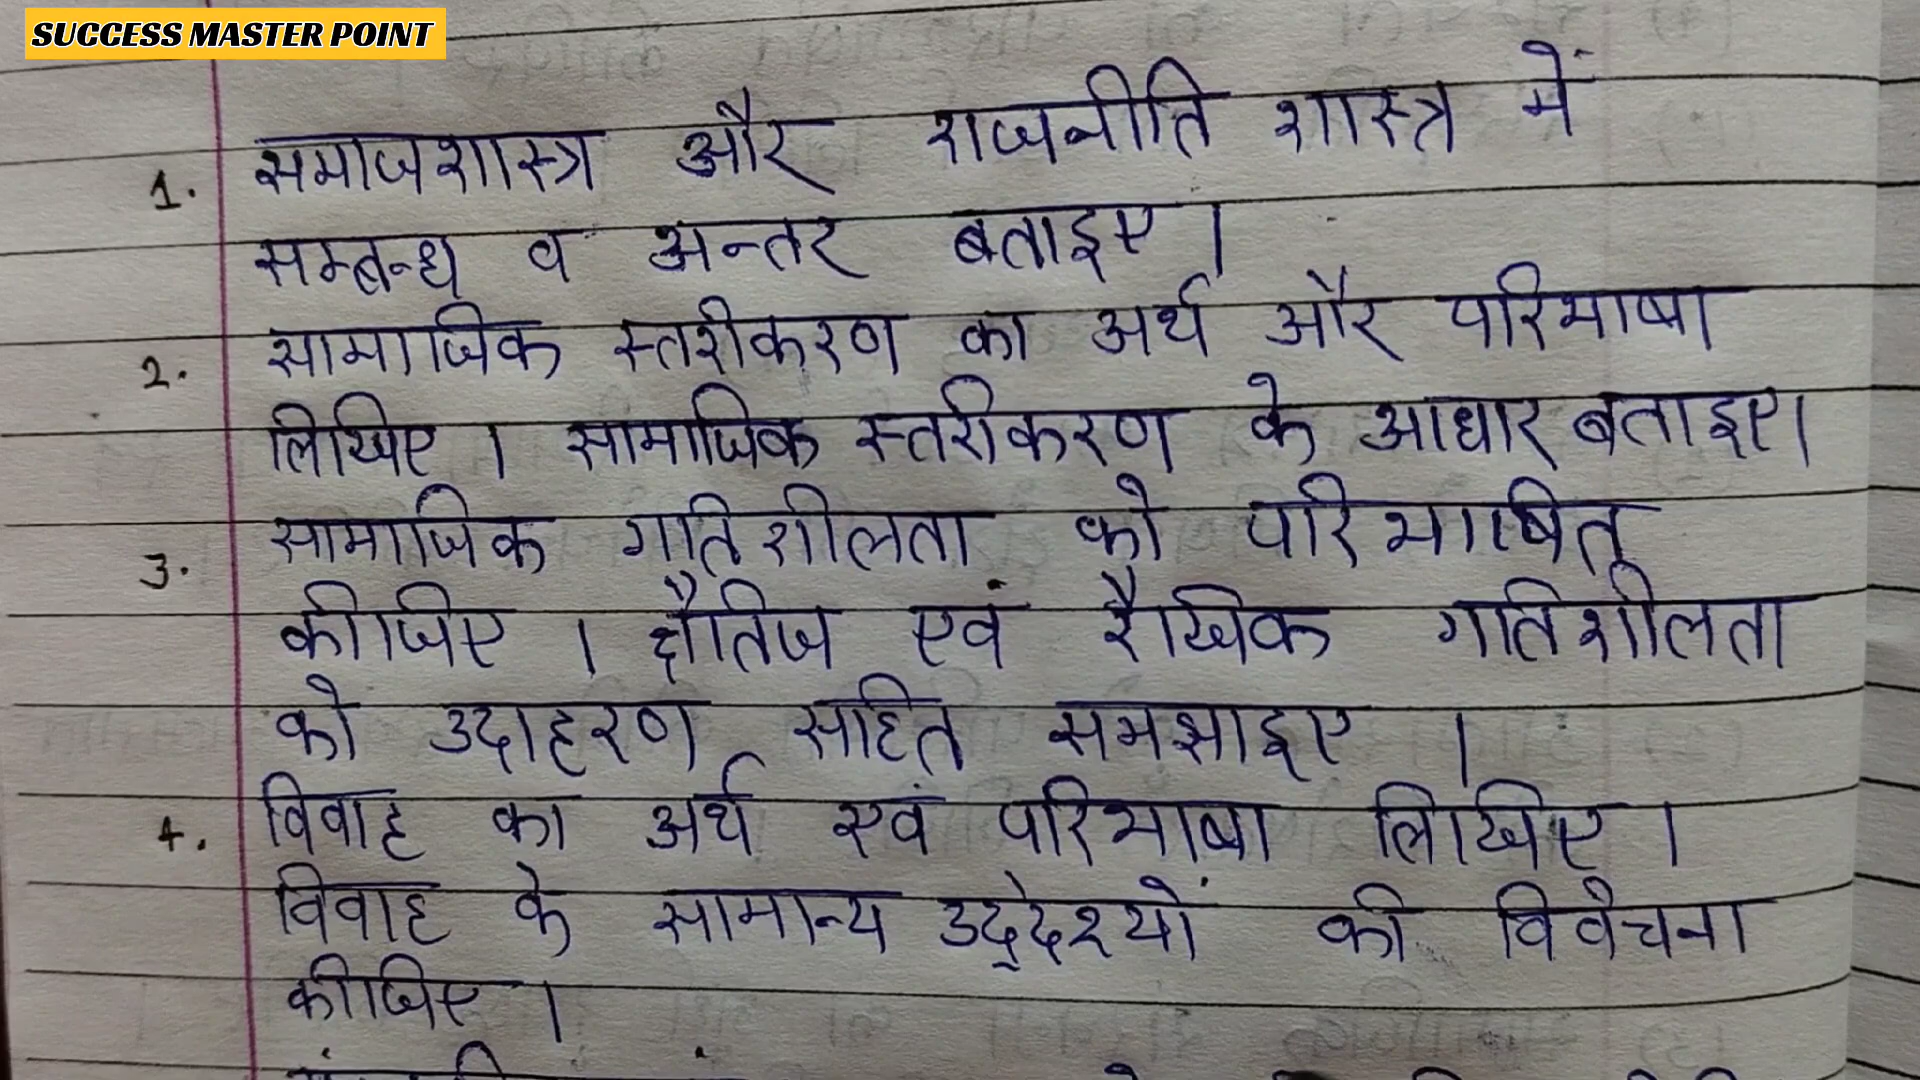 SUCCESS MASTER POINT
1. समाजशास्त्र और राजनीति शास्त्र में
सम्बन्ध व अन्तर बताइए।
2. सामाजिक स्तरीकरण का अर्थ और परिभाषा
लिखिए । सामाजिक स्तरीकरण के आधार बताइए।
3. सामाजिक गतिशीलता को परिभाषित
कीजिए । क्षैतिज एवं रैखिक गतिशीलता
को उदाहरण सहित समझाइए ।
4. विवाह का अर्थ एवं परिभाषा लिखिए ।
विवाह के सामान्य उद्देश्यों की विवेचना
कीजिए ।